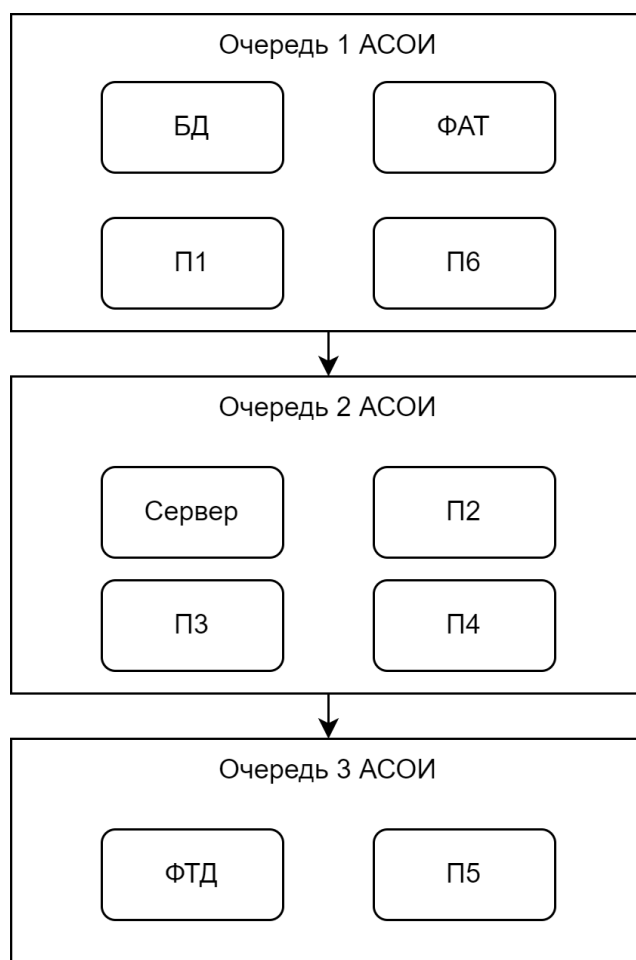 Очередь 1 АСОИ
БД
ФАТ
П1
П6
Очередь 2 АСОИ
Сервер
П2
П3
П4
Очередь 3 АСОИ
ФТД
П5